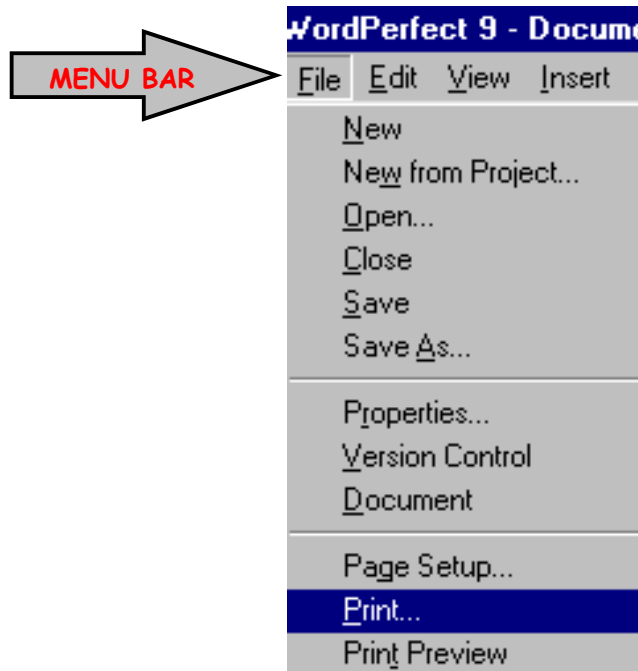 WordPerfect 9 - Docume
MENU BAR
File Edit View Insert
New
New from Project...
Open...
Close
Save
Save As...
Properties...
Version Control
Document
Page Setup...
Print...
Print Preview